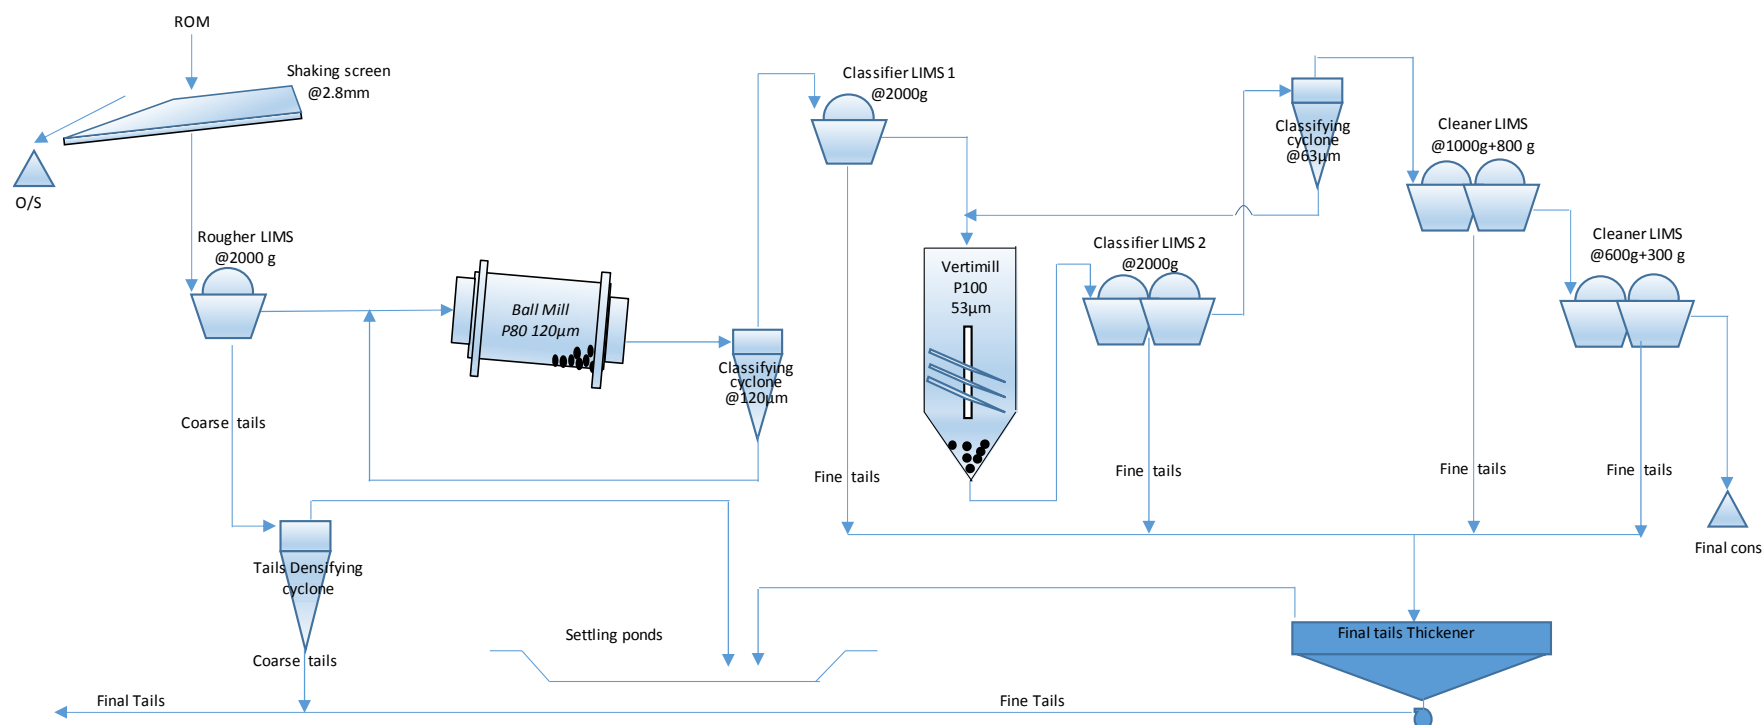 ROM
Shaking screen
@2.8mm
O/S
Rougher LIMS
@2000 g
Coarse tails
Ball Mill
P80 120µm
Classifying
cyclone
@120µm
Classifier LIMS 1
@2000g
Fine tails
Vertimill
P100
53µm
Classifier LIMS 2
@2000g
Fine tails
Classifying
cyclone
@63µm
Cleaner LIMS
@1000g+800 g
Fine tails
Cleaner LIMS
@600g+300 g
Fine tails
Final cons
Tails Densifying
cyclone
Coarse tails
Settling ponds
Final tails Thickener
Final Tails
Fine Tails